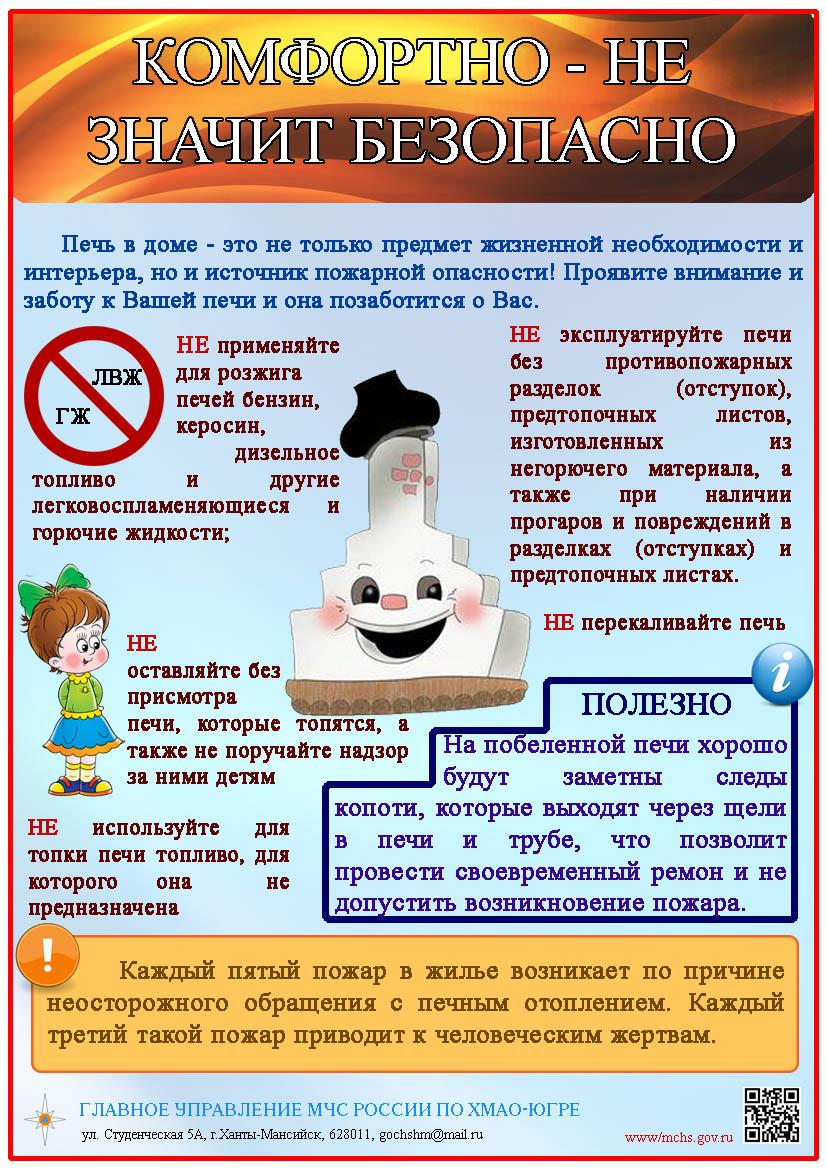 КОМФОРТНО - НЕ
ЗНАЧИТ БЕЗОПАСНО
Печь в доме - это не только предмет жизненной необходимости и
интерьера, но и источник пожарной опасности! Проявите внимание и
заботу к Вашей печи и она позаботится о Вас.
ЛВЖ
ГЖ
НЕ применяйте
для розжига
печей бензин,
керосин,
дизельное
топливо и другие
легковоспламеняющиеся и
горючие жидкости;
НЕ эксплуатируйте печи
без противопожарных
разделок (отступок),
предтопочных листов,
изготовленных из
негорючего материала, а
также при наличии
прогаров и повреждений в
разделках (отступках) и
предтопочных листах.
НЕ перекаливайте печь
НЕ
оставляйте без
присмотра
печи, которые топятся, а
также не поручайте надзор
за ними детям
НЕ используйте для
топки печи топливо, для
которого она не
предназначена
i
ПОЛЕЗНО
На побеленной печи хорошо
будут заметны следы
копоти, которые выходят через щели
в печи и трубе, что позволит
провести своевременный ремон и не
допустить возникновение пожара.
!
Каждый пятый пожар в жилье возникает по причине
неосторожного обращения с печным отоплением. Каждый
третий такой пожар приводит к человеческим жертвам.
ГЛАВНОЕ УПРАВЛЕНИЕ МЧС РОССИИ ПО ХМАО-ЮГРЕ
ул. Студенческая 5А, г.Ханты-Мансийск, 628011, gochshm@mail.ru
www/mchs.gov.ru